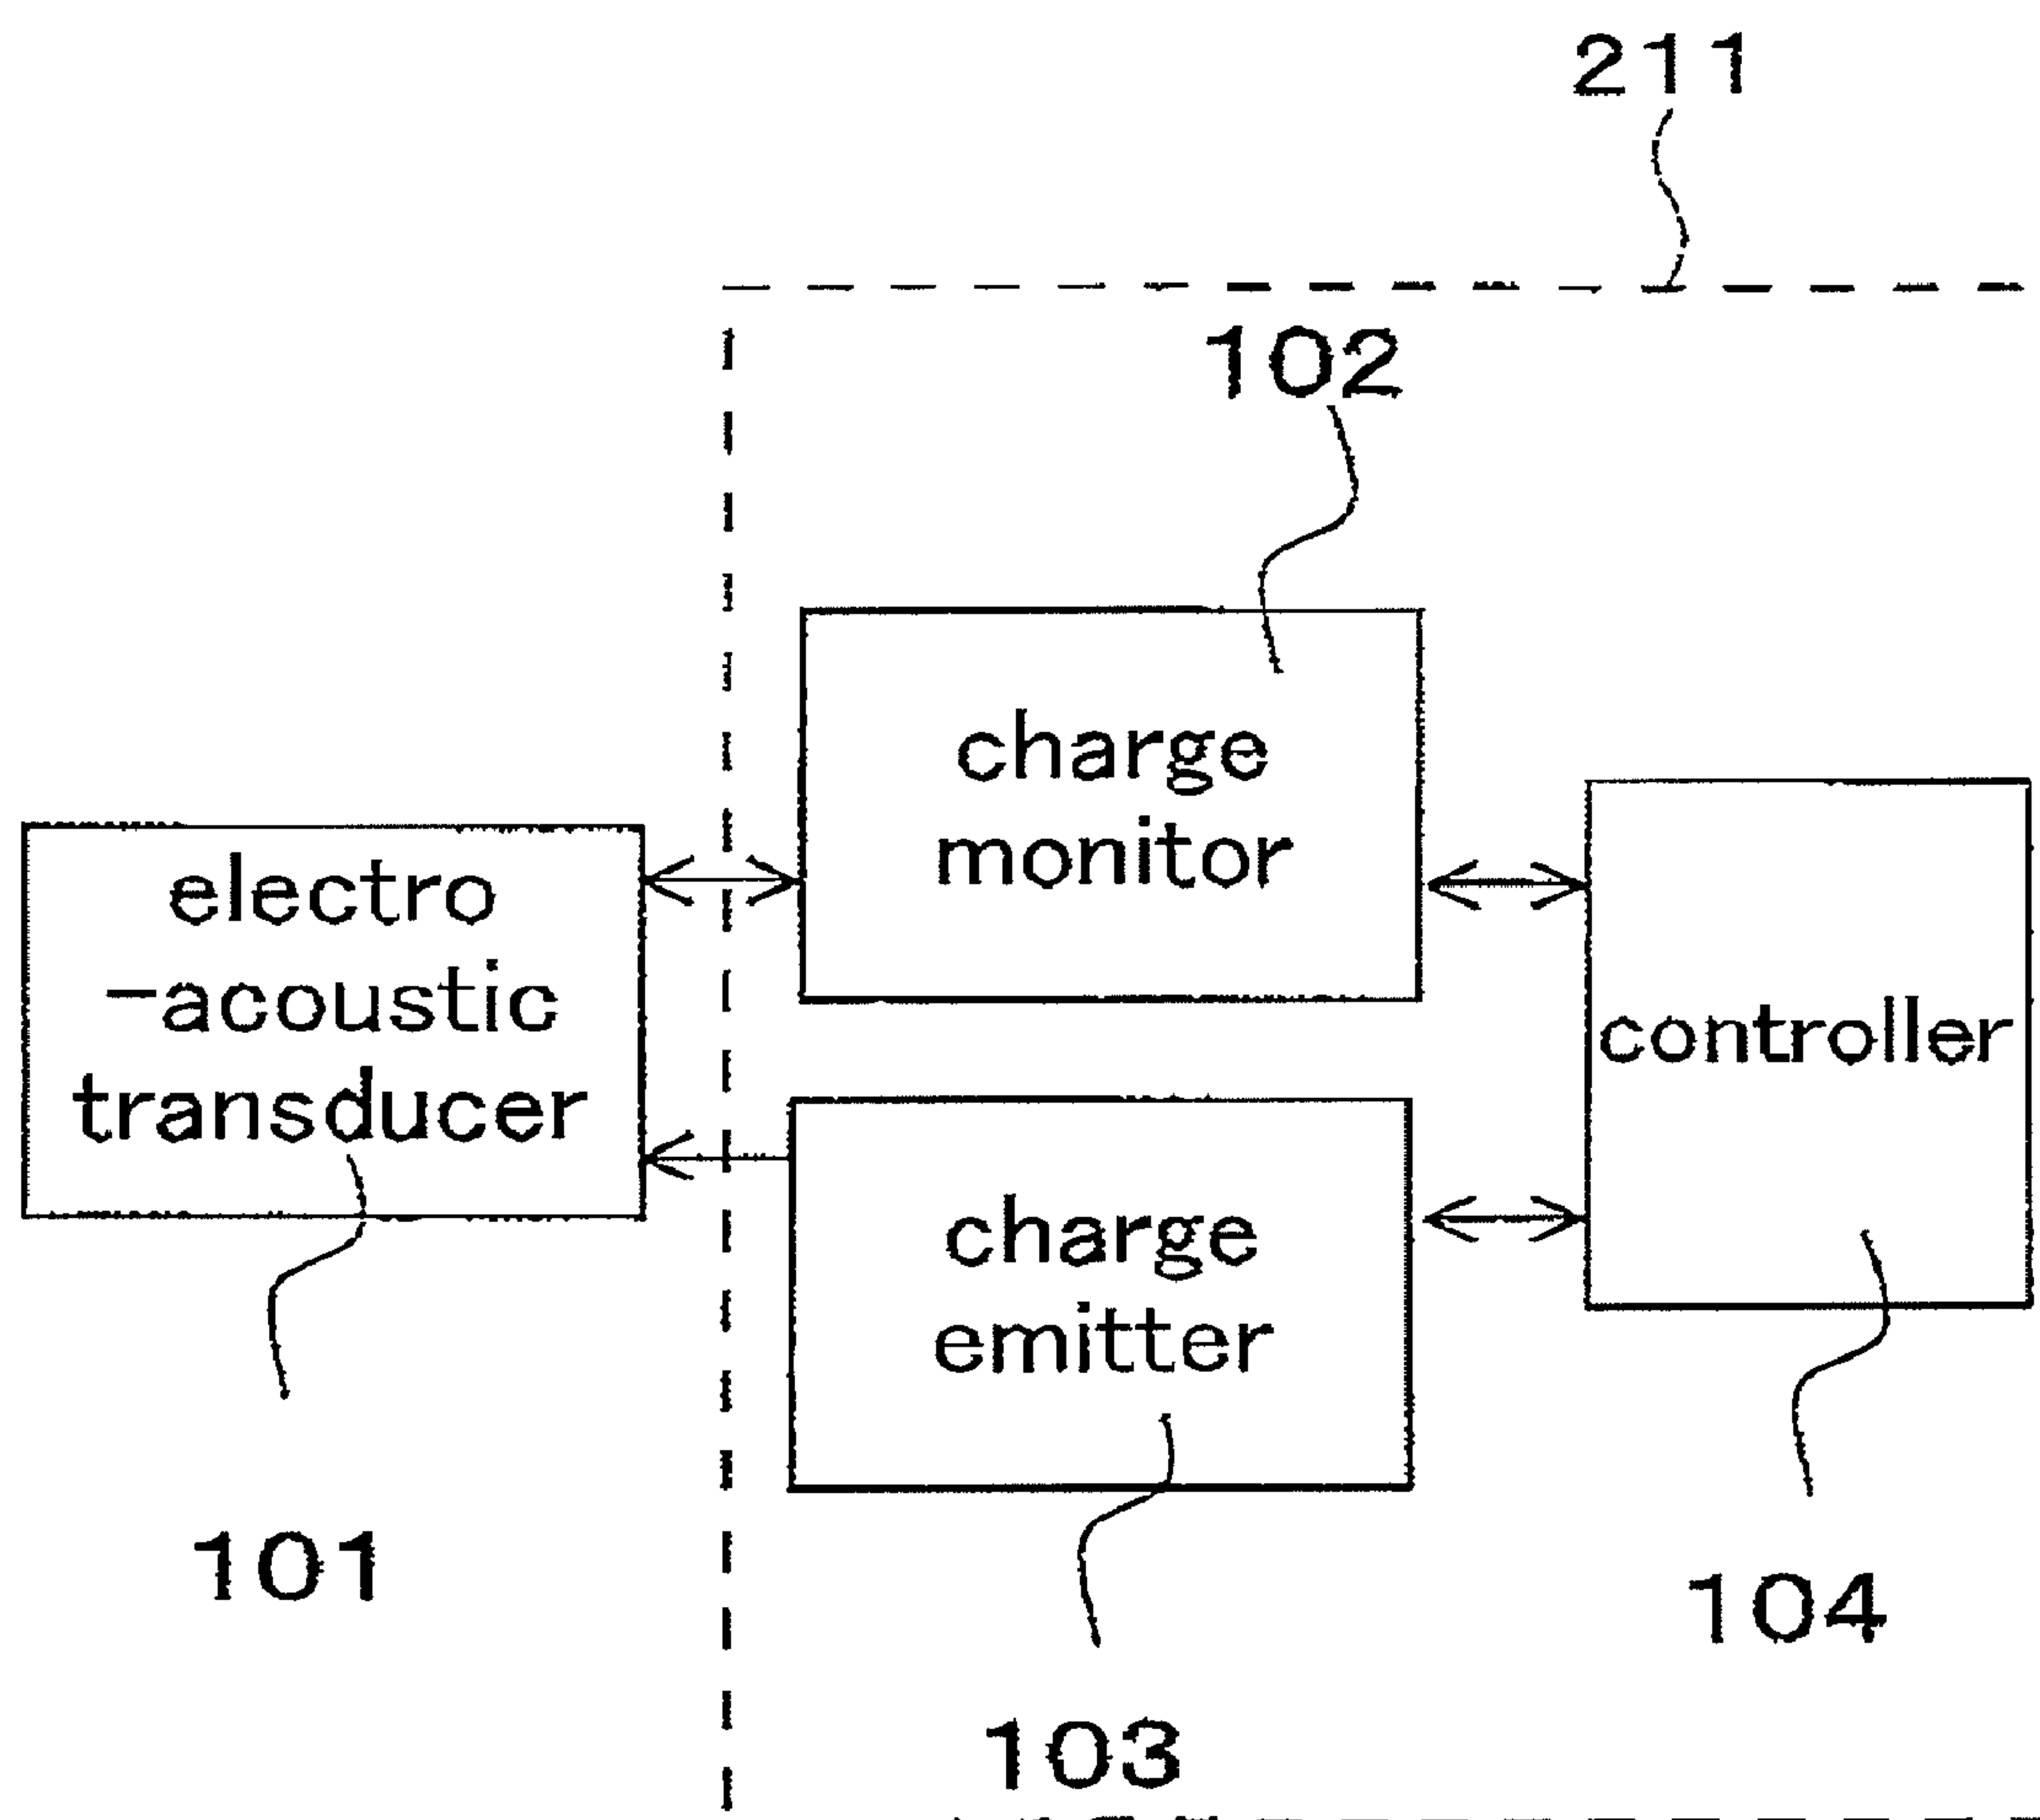 211
102
charge
monitor
electro
-acoustic
transducer
controller
charge
emitter
101
104
103